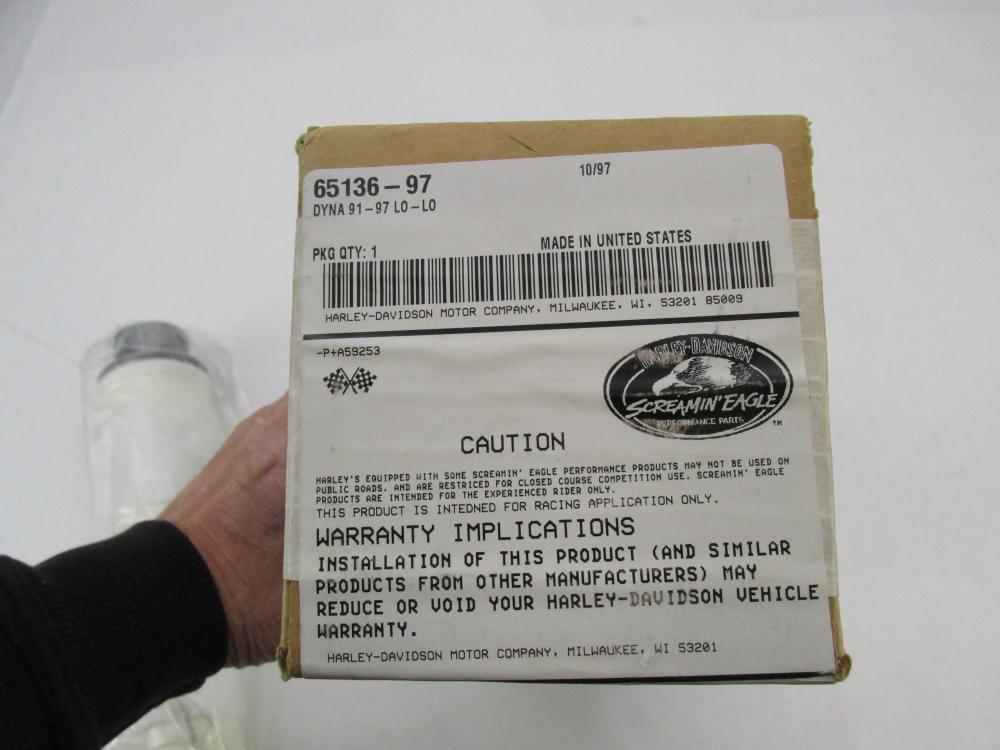 65136-97
10/97
DYNA 91-97 LO-LO
PKG QTY: 1
MADE IN UNITED STATES
HARLEY-DAVIDSON MOTOR COMPANY, MILWAUKEE, WI. 53201 85009
-P+A59253
HARLEY-DAVIDSON
SCREAMIN' EAGLE
PERFORMANCE PARTS
TM
CAUTION
HARLEY'S EQUIPPED WITH SOME SCREAMIN' EAGLE PERFORMANCE PRODUCTS MAY NOT BE USED ON
PUBLIC ROADS, AND ARE RESTRICED FOR CLOSED COURSE COMPETITION USE. SCREAMIN' EAGLE
PRODUCTS ARE INTENDED FOR THE EXPERIENCED RIDER ONLY.
THIS PRODUCT IS INTEDNED FOR RACING APPLICATION ONLY.
WARRANTY IMPLICATIONS
INSTALLATION OF THIS PRODUCT (AND SIMILAR
PRODUCTS FROM OTHER MANUFACTURERS) MAY
REDUCE OR VOID YOUR HARLEY-DAVIDSON VEHICLE
WARRANTY.
HARLEY-DAVIDSON MOTOR COMPANY, MILWAUKEE, WI 53201